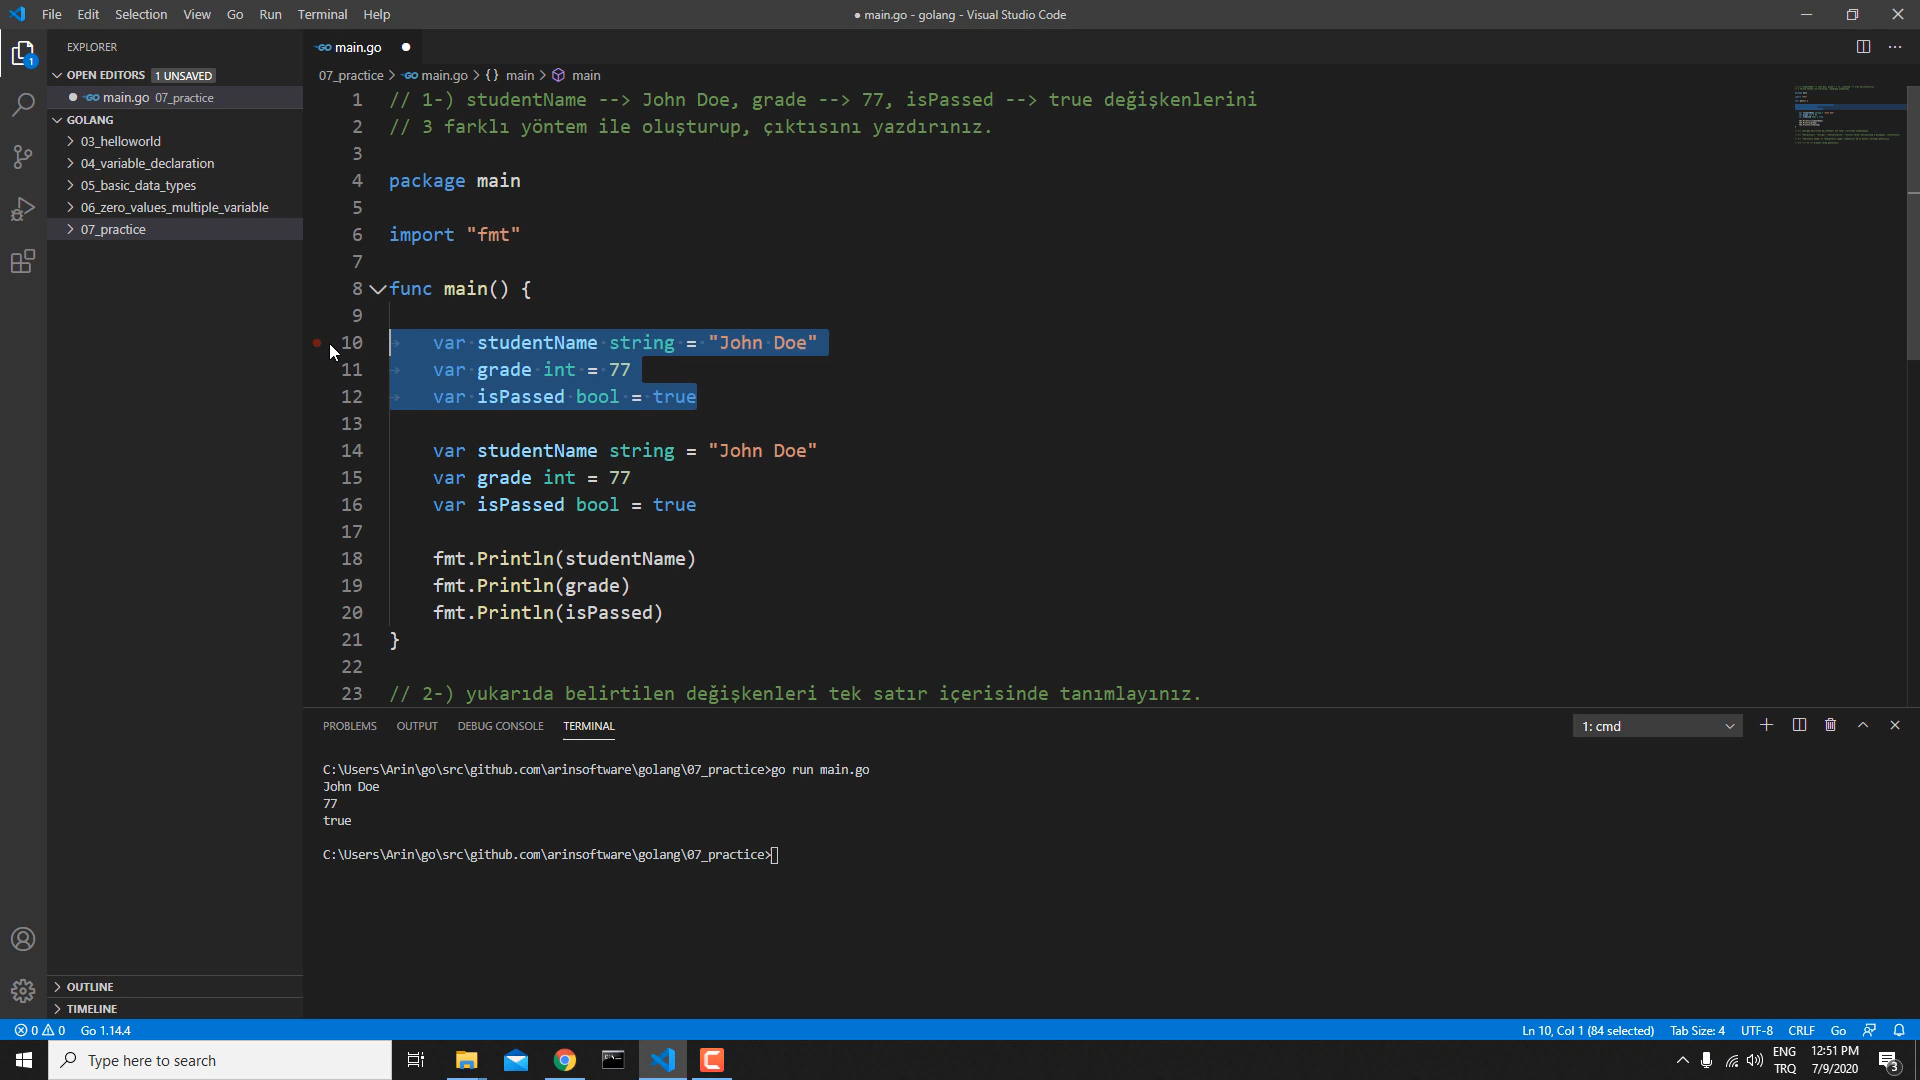 File Edit Selection View Go Run Terminal Help
● main.go - golang - Visual Studio Code
EXPLORER
OPEN EDITORS 1 UNSAVED
main.go 07_practice
GOLANG
03_helloworld
04_variable_declaration
05_basic_data_types
06_zero_values_multiple_variable
07_practice
OUTLINE
TIMELINE
main.go
07_practice > main.go > {} main > main
1 // 1-) studentName --> John Doe, grade --> 77, isPassed --> true değişkenlerini
2 // 3 farklı yöntem ile oluşturup, çıktısını yazdırınız.
3
4 package main
5
6 import "fmt"
7
8 func main() {
9
10 var studentName string = "John Doe"
11 var grade int = 77
12 var isPassed bool = true
13
14 var studentName string = "John Doe"
15 var grade int = 77
16 var isPassed bool = true
17
18 fmt.Println(studentName)
19 fmt.Println(grade)
20 fmt.Println(isPassed)
21 }
22
23 // 2-) yukarıda belirtilen değişkenleri tek satır içerisinde tanımlayınız.
PROBLEMS OUTPUT DEBUG CONSOLE TERMINAL
1: cmd
C:\Users\Arin\go\src\github.com\arinsoftware\golang\07_practice>go run main.go
John Doe
77
true
C:\Users\Arin\go\src\github.com\arinsoftware\golang\07_practice>
0 0 Go 1.14.4
Ln 10, Col 1 (84 selected) Tab Size: 4 UTF-8 CRLF Go
Type here to search
ENG
TRQ
12:51 PM
7/9/2020
3
1